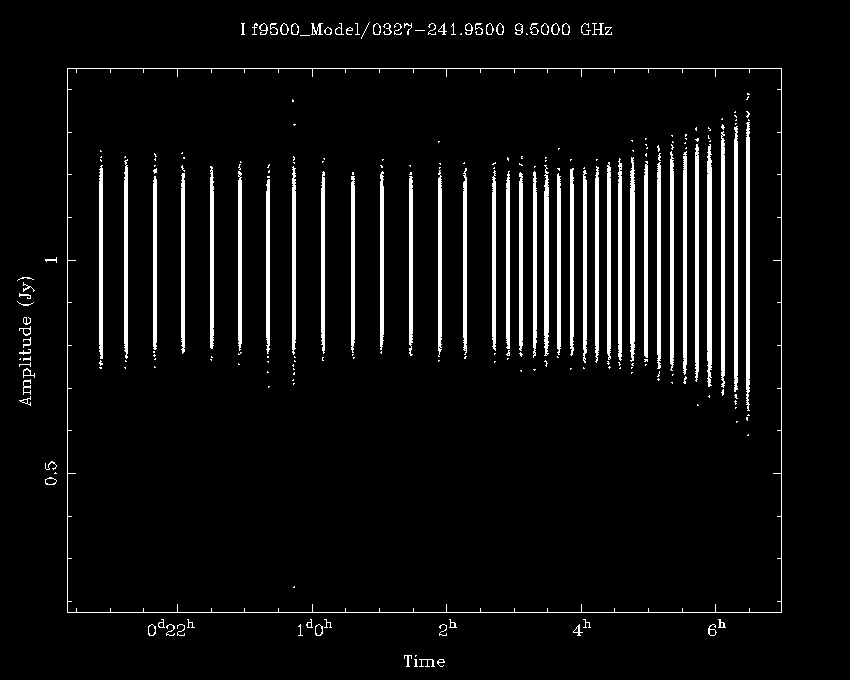 I f9500_Model/0327-241.9500 9.5000 GHz
1
0.5
Amplitude (Jy)
0d22h 1d0h 2h 4h 6h
Time